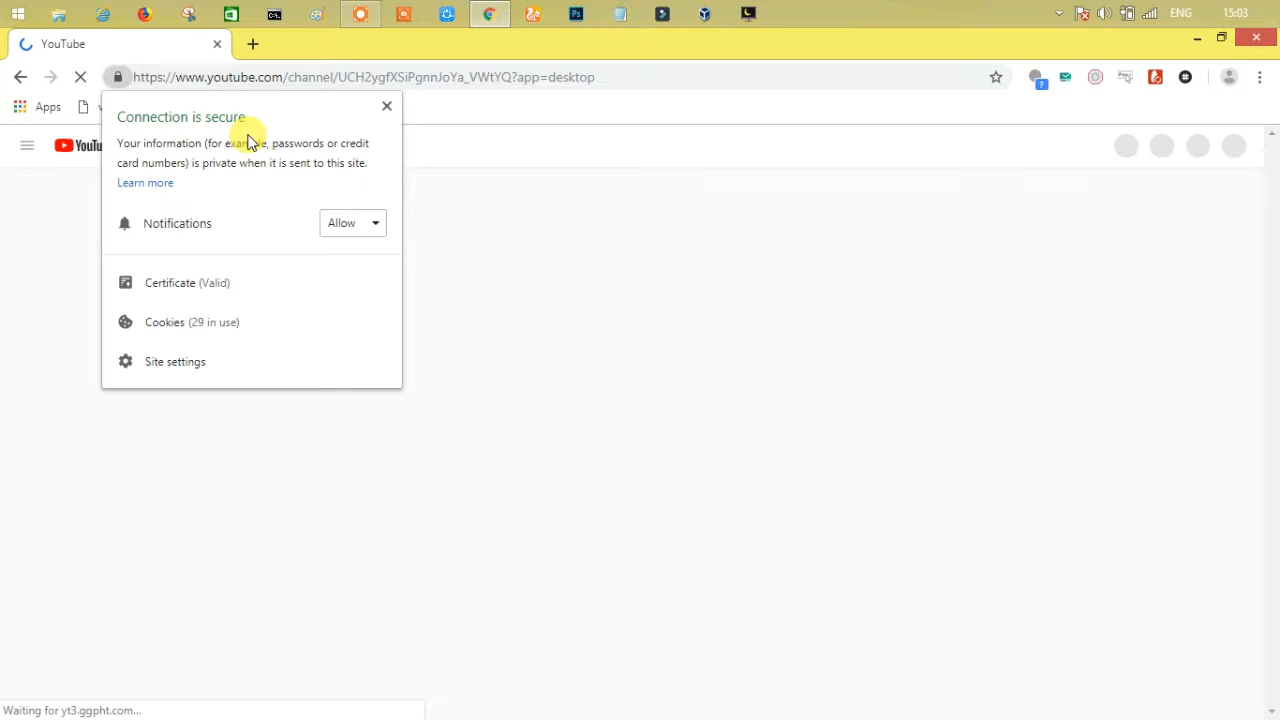 ENG
15:03
YouTube
https://www.youtube.com/channel/UCH2ygfXSiPgnnJoYa_VWtYQ?app=desktop
Apps
Connection is secure
Your information (for example, passwords or credit
card numbers) is private when it is sent to this site.
Learn more
Notifications
Allow
Certificate (Valid)
Cookies (29 in use)
Site settings
Waiting for yt3.ggpht.com...